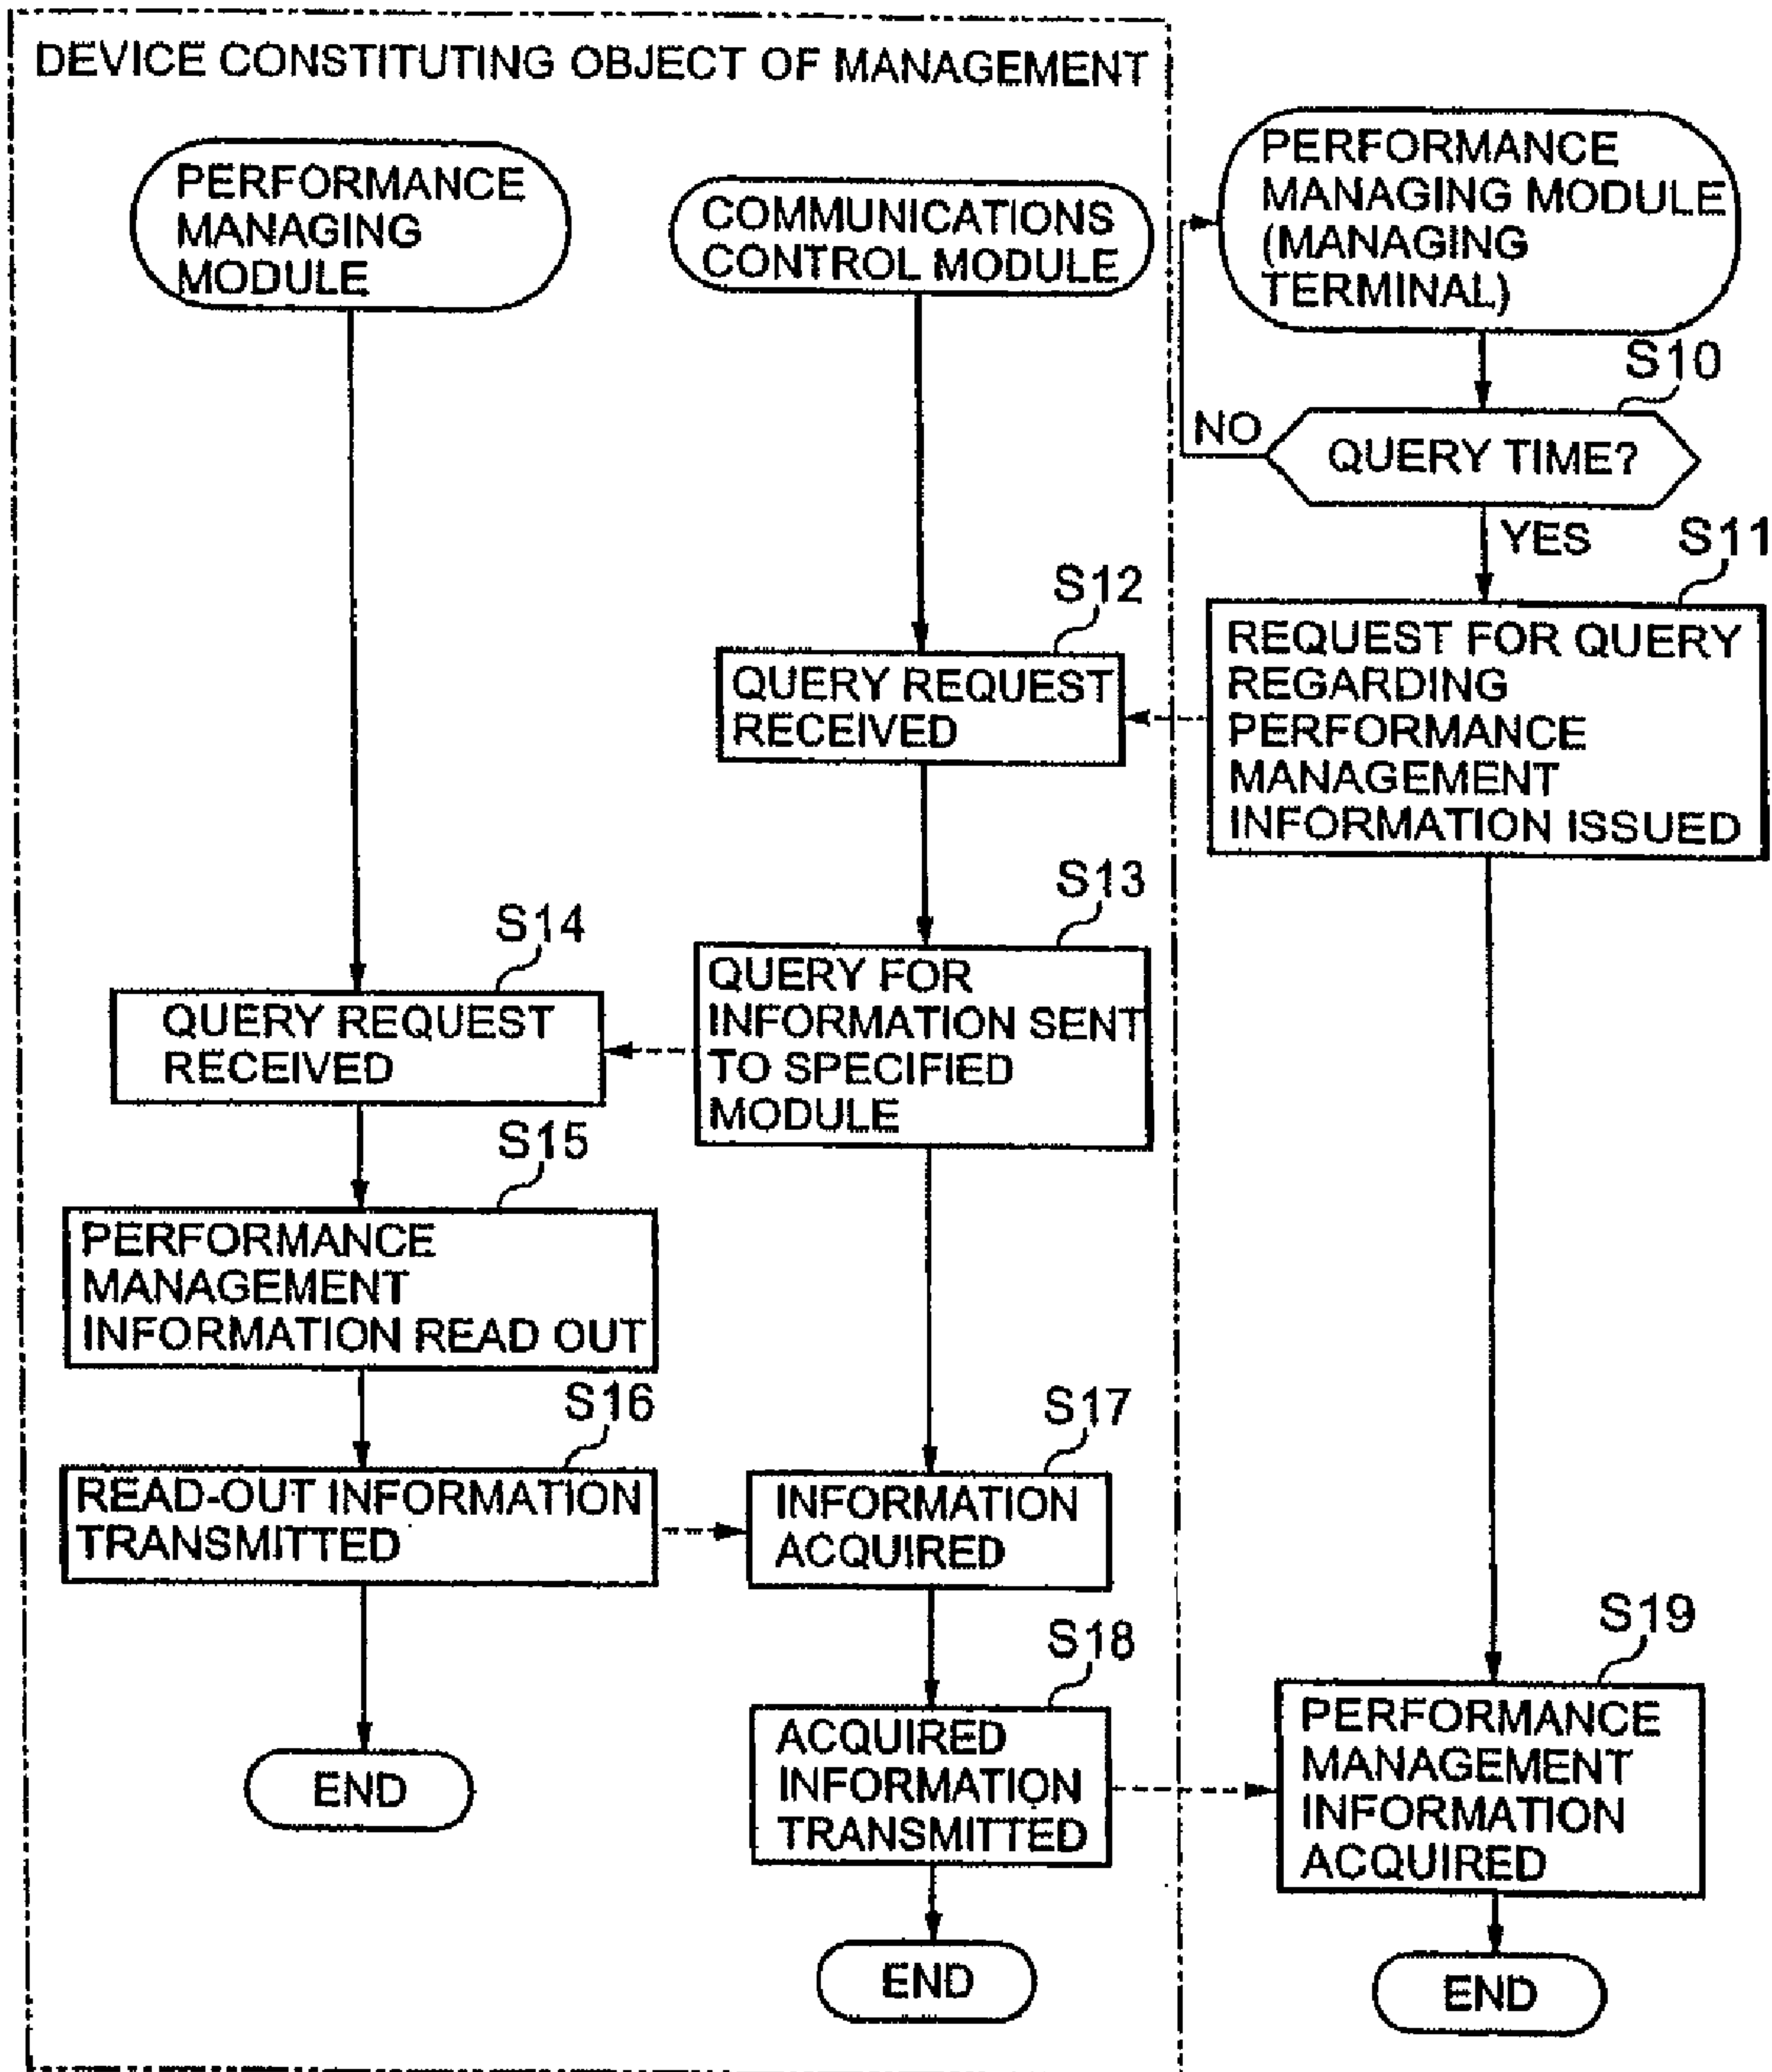 DEVICE CONSTITUTING OBJECT OF MANAGEMENT
PERFORMANCE
MANAGING
MODULE
COMMUNICATIONS
CONTROL MODULE
PERFORMANCE
MANAGING MODULE
(MANAGING
TERMINAL)
S10
NO
QUERY TIME?
YES
S11
REQUEST FOR QUERY
REGARDING
PERFORMANCE
MANAGEMENT
INFORMATION ISSUED
S12
QUERY REQUEST
RECEIVED
S13
QUERY FOR
INFORMATION SENT
TO SPECIFIED
MODULE
S14
QUERY REQUEST
RECEIVED
S15
PERFORMANCE
MANAGEMENT
INFORMATION READ OUT
S16
READ-OUT INFORMATION
TRANSMITTED
S17
INFORMATION
ACQUIRED
S18
ACQUIRED
INFORMATION
TRANSMITTED
S19
PERFORMANCE
MANAGEMENT
INFORMATION
ACQUIRED
END
END
END